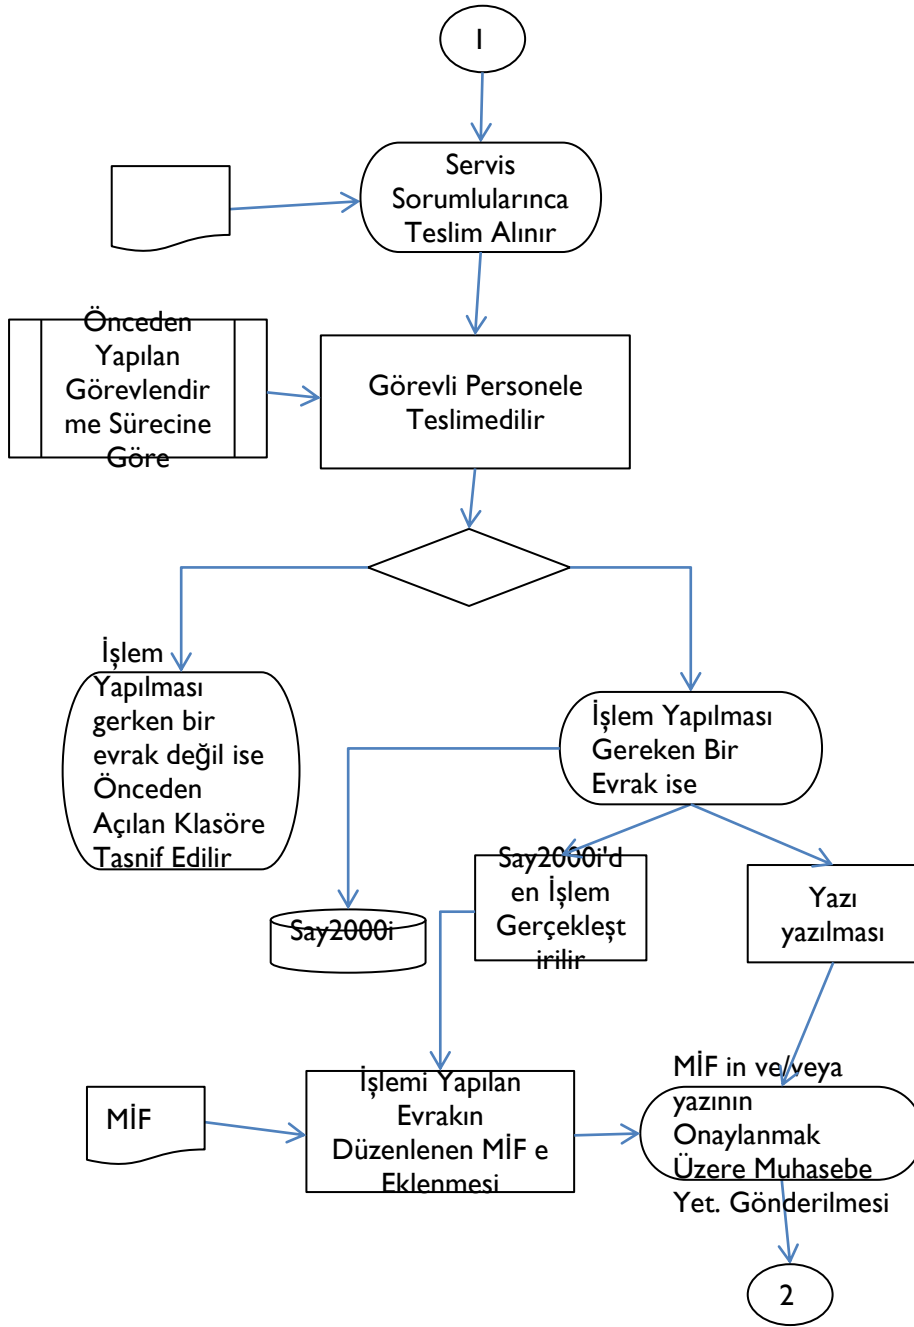 1
Servis
Sorumlularınca
Teslim Alınır
Önceden
Yapılan
Görevlendir
me Sürecine
Göre
Görevli Personele
Teslimedilir
İşlem
Yapılması
gerken bir
evrak değil ise
Önceden
Açılan Klasöre
Tasnif Edilir
İşlem Yapılması
Gereken Bir
Evrak ise
Say2000i
Say2000i'd
en İşlem
Gerçekleşt
irilir
Yazı
yazılması
MİF
İşlemi Yapılan
Evrakın
Düzenlenen MİF e
Eklenmesi
MİF in ve/veya
yazının
Onaylanmak
Üzere Muhasebe
Yet. Gönderilmesi
2